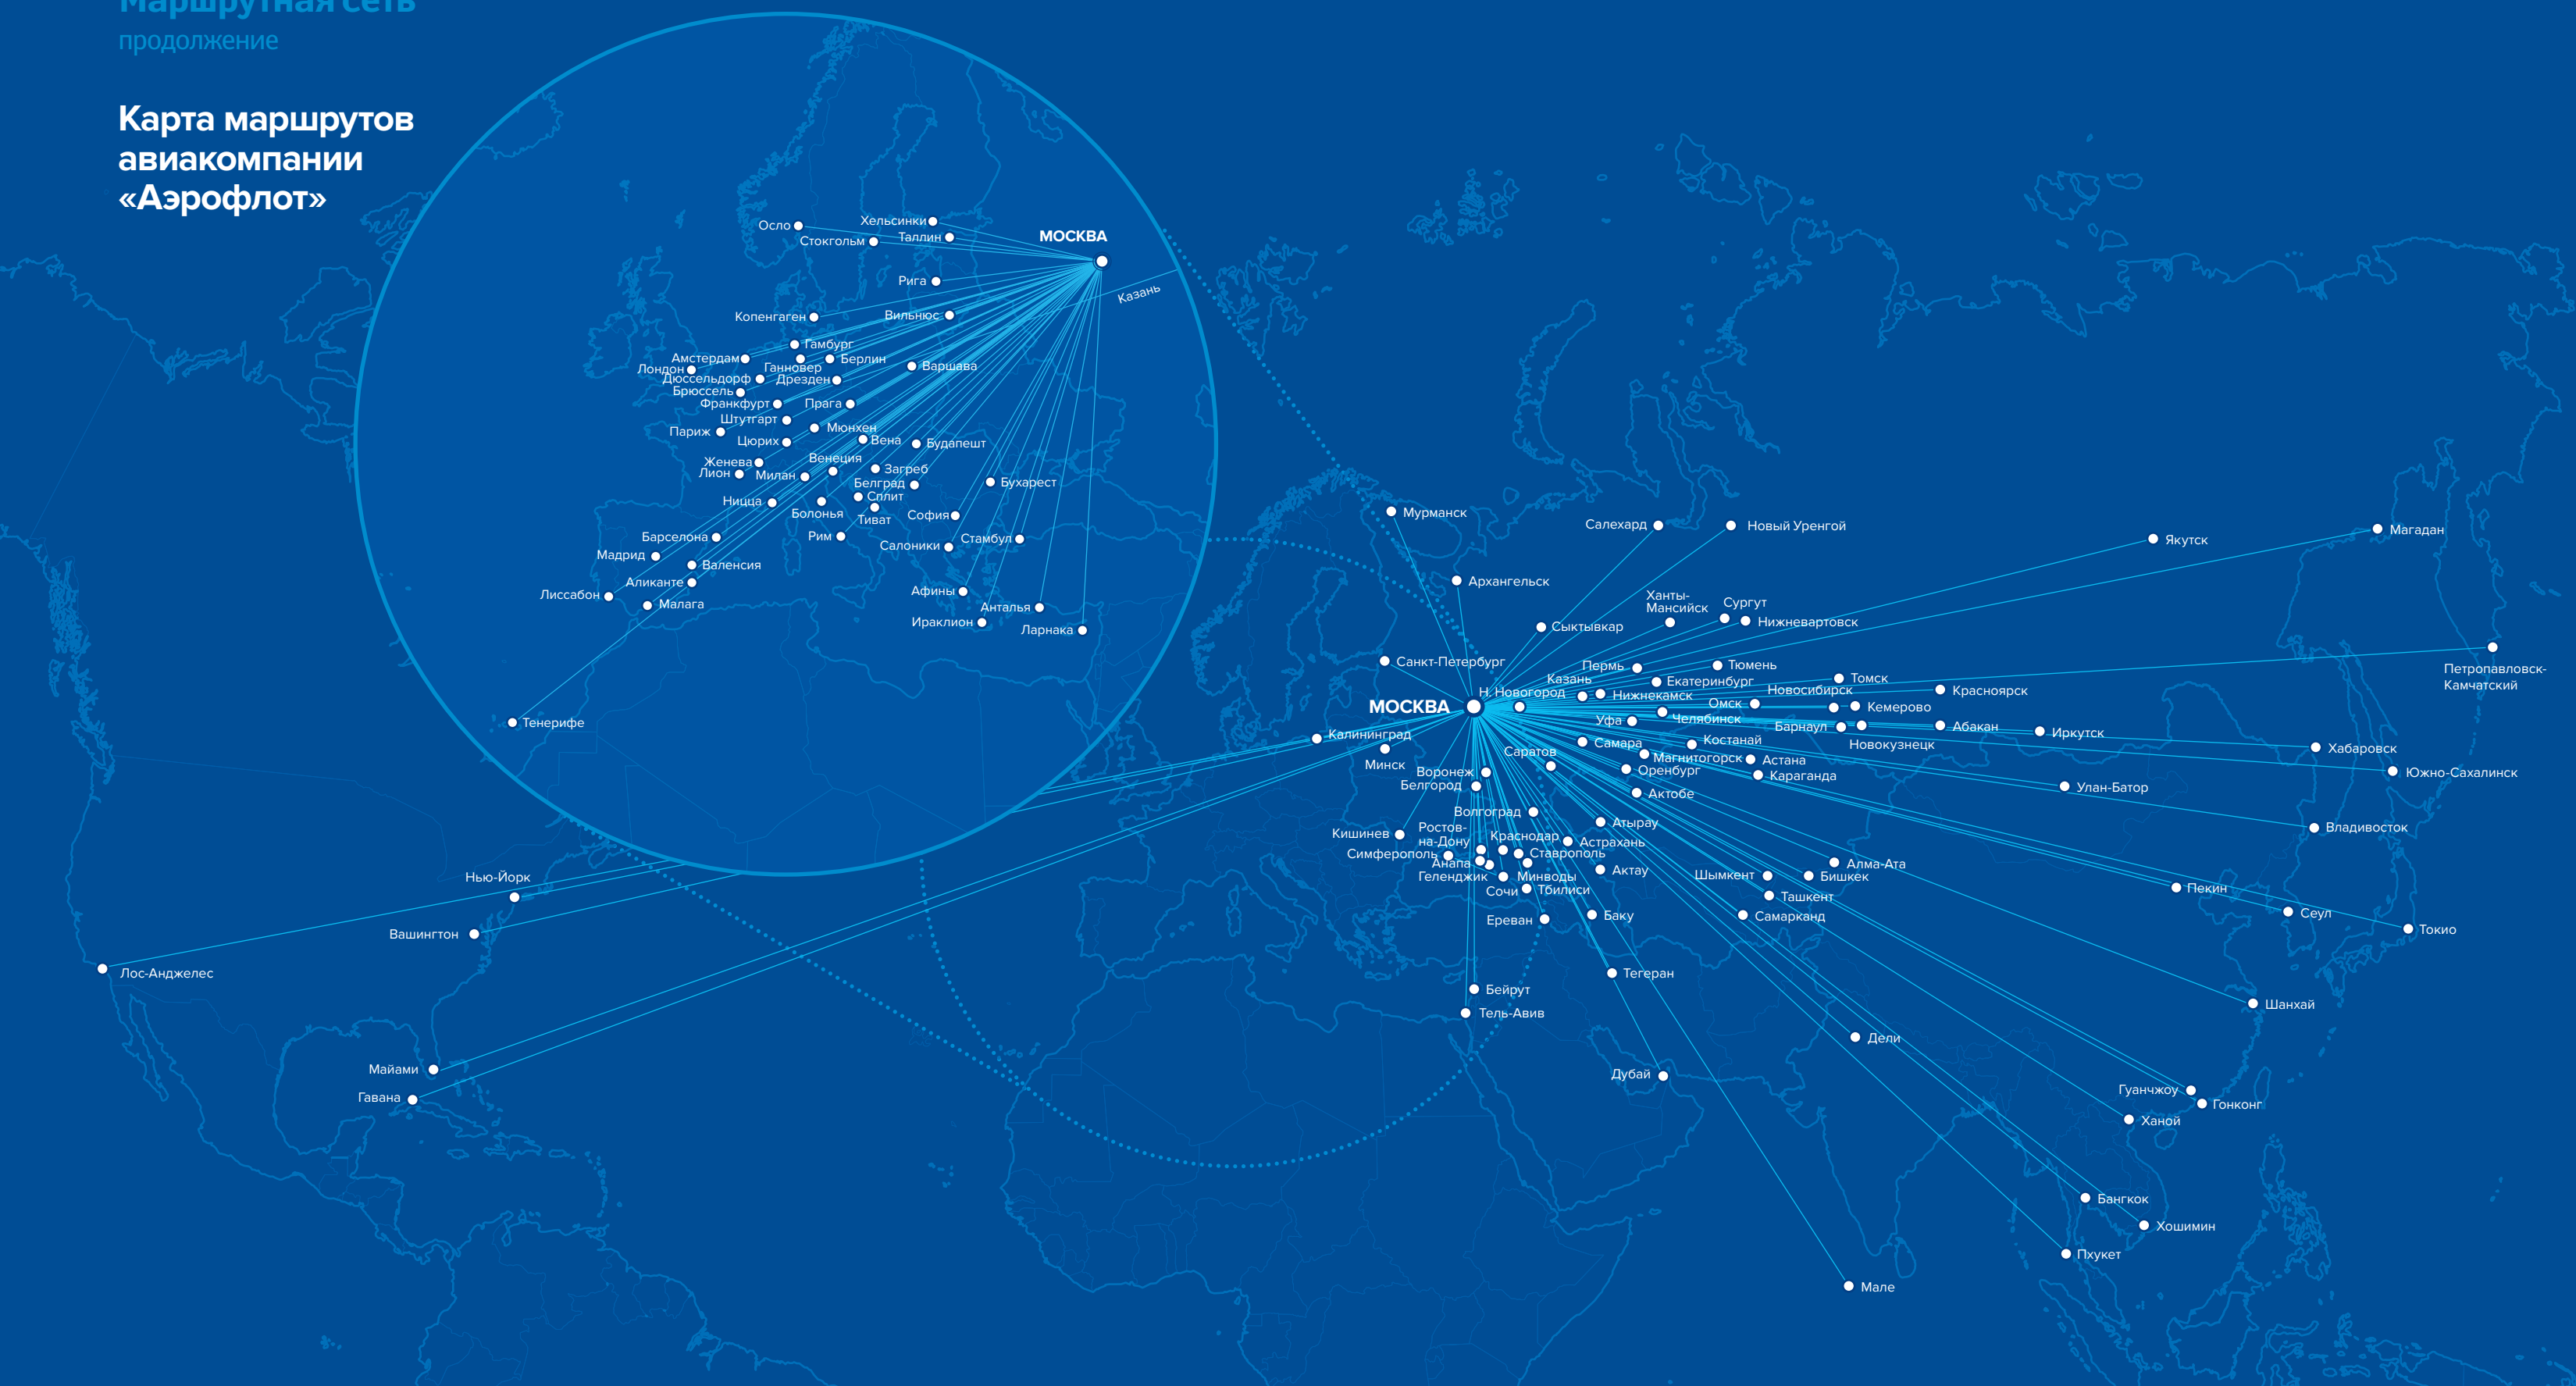 Маршрутная сеть
продолжение
Карта маршрутов
авиакомпании
«Аэрофлот»
Осло
Хельсинки
Стокгольм
Таллин
МОСКВА
Рига
Казань
Копенгаген
Вильнюс
Гамбург
Амстердам
Ганновер
Берлин
Лондон
Варшава
Дюссельдорф
Дрезден
Брюссель
Франкфурт
Прага
Штутгарт
Париж
Мюнхен
Цюрих
Вена
Будапешт
Женева
Венеция
Лион
Милан
Загреб
Белград
Бухарест
Ницца
Сплит
Болонья
Тиват
София
Барселона
Рим
Салоники
Стамбул
Мадрид
Валенсия
Аликанте
Лиссабон
Малага
Афины
Анталья
Ираклион
Ларнака
Тенерифе
Мурманск
Салехард
Новый Уренгой
Якутск
Магадан
Архангельск
Ханты-
Мансийск
Сургут
Нижневартовск
Сыктывкар
Санкт-Петербург
Пермь
Тюмень
Петропавловск-
Камчатский
Казань
Екатеринбург
Томск
Н. Новогород
Нижнекамск
Новосибирск
Красноярск
МОСКВА
Омск
Кемерово
Уфа
Челябинск
Барнаул
Абакан
Иркутск
Калининград
Самара
Костанай
Новокузнецк
Хабаровск
Саратов
Минск
Магнитогорск
Астана
Воронеж
Оренбург
Караганда
Южно-Сахалинск
Белгород
Актобе
Улан-Батор
Волгоград
Атырау
Владивосток
Кишинев
Ростов-
на-Дону
Краснодар
Астрахань
Симферополь
Ставрополь
Анапа
Актау
Алма-Ата
Геленджик
Минводы
Шымкент
Бишкек
Сочи
Тбилиси
Ташкент
Пекин
Ереван
Баку
Самарканд
Сеул
Токио
Нью-Йорк
Вашингтон
Лос-Анджелес
Тегеран
Бейрут
Тель-Авив
Шанхай
Дели
Майами
Дубай
Гавана
Гуанчжоу
Гонконг
Ханой
Бангкок
Хошимин
Пхукет
Мале